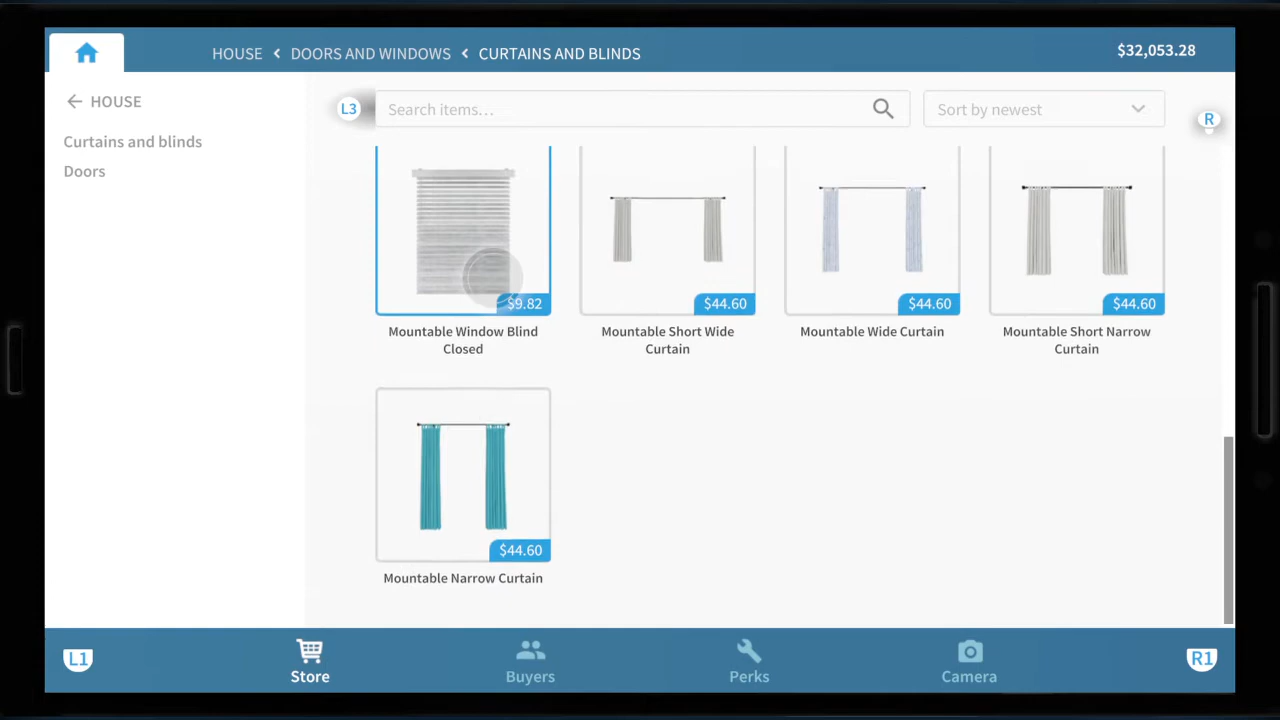 HOUSE < DOORS AND WINDOWS < CURTAINS AND BLINDS
$32,053.28
HOUSE
Curtains and blinds
Doors
L3
Search items...
Sort by newest
R
$9.82
Mountable Window Blind
Closed
$44.60
Mountable Short Wide
Curtain
$44.60
Mountable Wide Curtain
$44.60
Mountable Short Narrow
Curtain
$44.60
Mountable Narrow Curtain
L1
Store
Buyers
Perks
Camera
R1